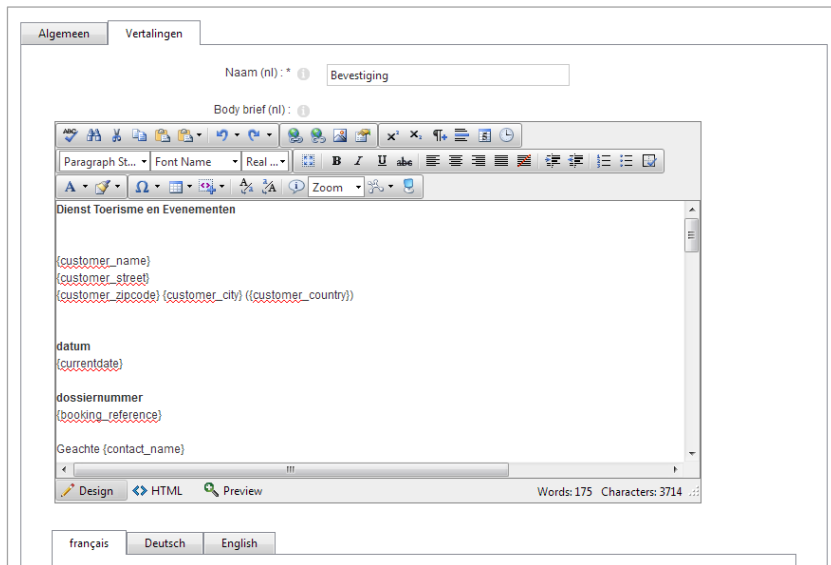 Algemeen Vertalingen
Naam (nl) : * Bevestiging
Body brief (nl) :
Paragraph St... Font Name Real ... B I U abc
A Ω Zoom
Dienst Toerisme en Evenementen
{customer_name}
{customer_street}
{customer_zipcode} {customer_city} ({customer_country})
datum
{currentdate}
dossiernummer
{booking_reference}
Geachte {contact_name}
Design HTML Preview Words: 175 Characters: 3714
français Deutsch English